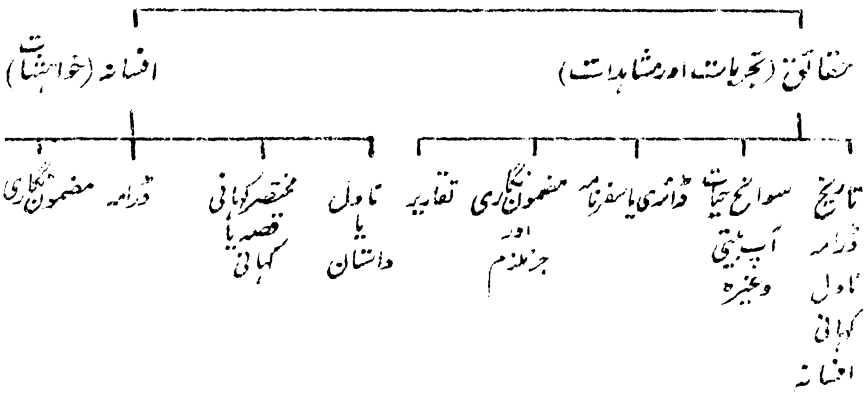 حقائق (تجربات اور مشاہدات)
افسانہ (خواہشات)
تاریخ
ڈرامہ
ناول
کہانی
افسانہ
سوانح حیات
آپ بیتی
وغیرہ
ڈائری یا سفرنامہ
مضمون نگاری
اور
جرنلزم
تقاریر
ناول
یا
داستان
مختصر کہانی
قصہ یا
کہانی
ڈرامہ
مضمون نگاری